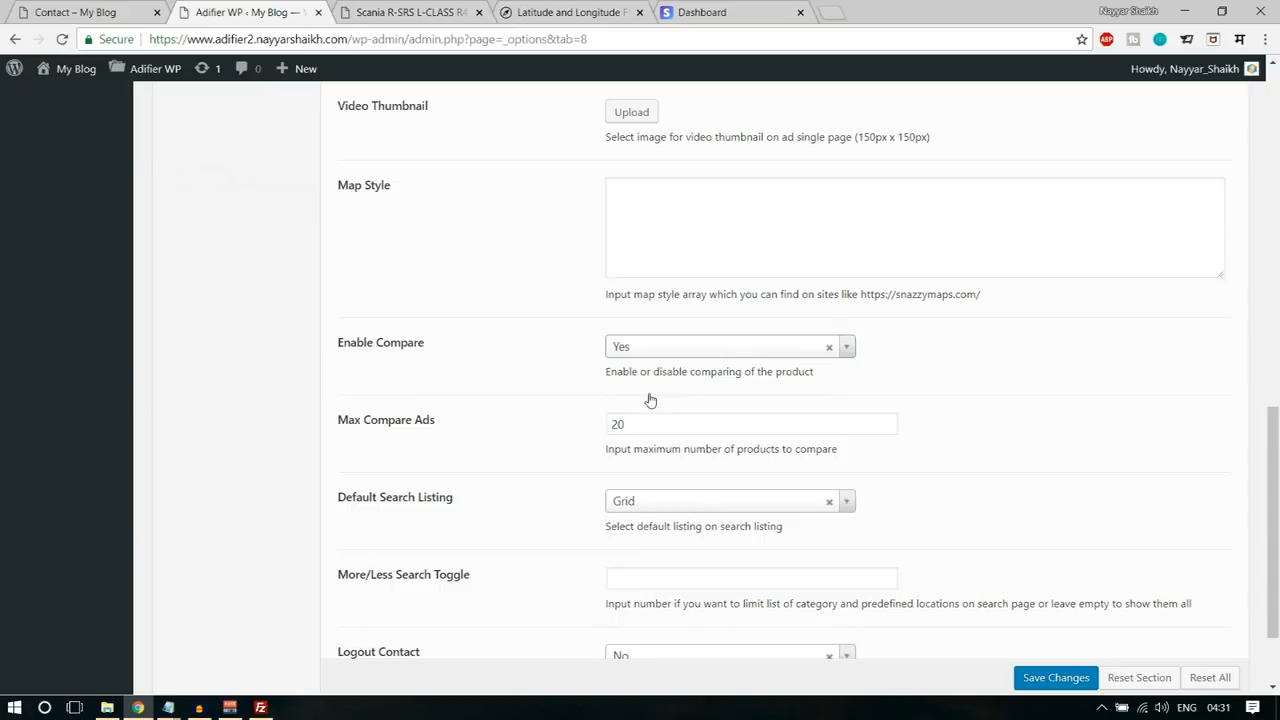 Contact – My Blog
Adifier WP ‹ My Blog —
Scania R-SRS L-CLASS R4
Latitude and Longitude F
Dashboard
Nayyar Shaikh
Secure
https://www.adifier2.nayyarshaikh.com/wp-admin/admin.php?page=_options&tab=8
ABP
My Blog
Adifier WP
1
0
New
Howdy, Nayyar_Shaikh
Video Thumbnail
Upload
Select image for video thumbnail on ad single page (150px x 150px)
Map Style
Input map style array which you can find on sites like https://snazzymaps.com/
Enable Compare
Yes
Enable or disable comparing of the product
Max Compare Ads
20
Input maximum number of products to compare
Default Search Listing
Grid
Select default listing on search listing
More/Less Search Toggle
Input number if you want to limit list of category and predefined locations on search page or leave empty to show them all
Logout Contact
No
Save Changes
Reset Section
Reset All
ENG
04:31